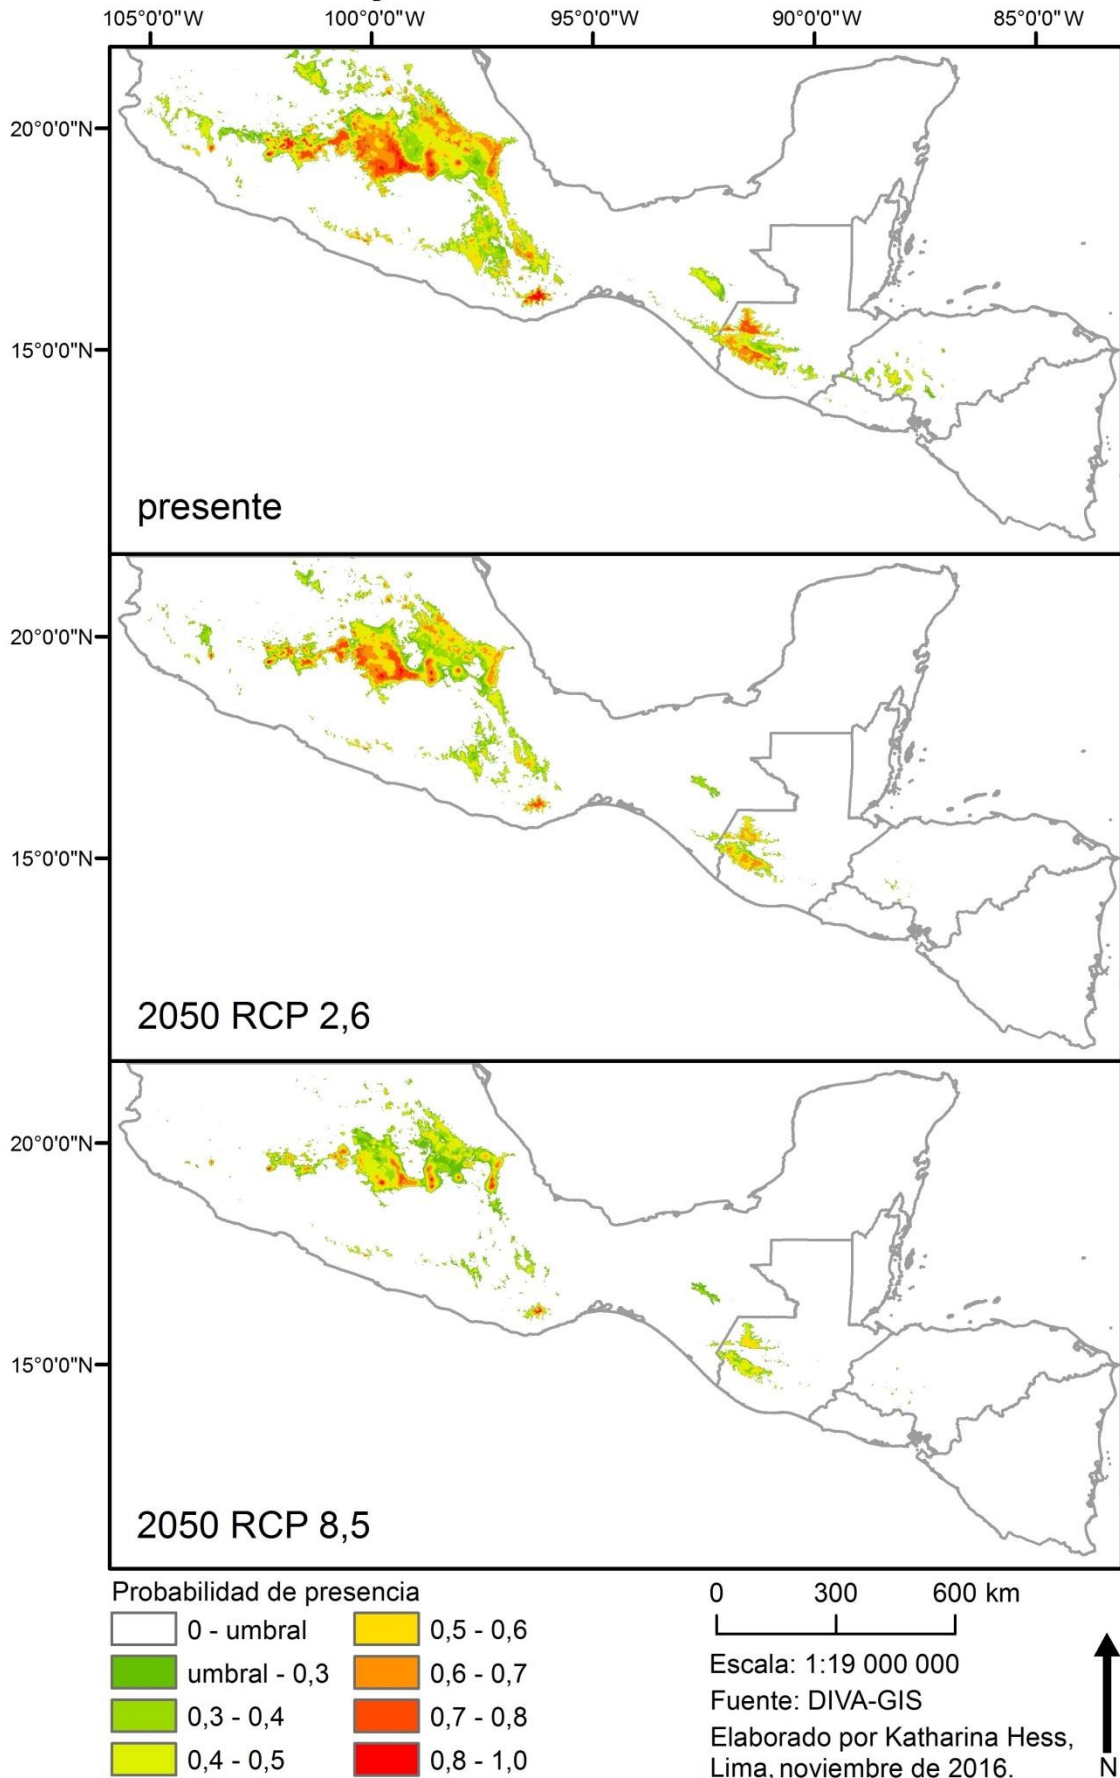 105°0'0"W 100°0'0"W 95°0'0"W 90°0'0"W 85°0'0"W
20°0'0"N
15°0'0"N
presente
20°0'0"N
15°0'0"N
2050 RCP 2,6
20°0'0"N
15°0'0"N
2050 RCP 8,5
Probabilidad de presencia
0 - umbral
umbral - 0,3
0,3 - 0,4
0,4 - 0,5
0,5 - 0,6
0,6 - 0,7
0,7 - 0,8
0,8 - 1,0
0 300 600 km
Escala: 1:19 000 000
Fuente: DIVA-GIS
Elaborado por Katharina Hess,
Lima, noviembre de 2016.
N